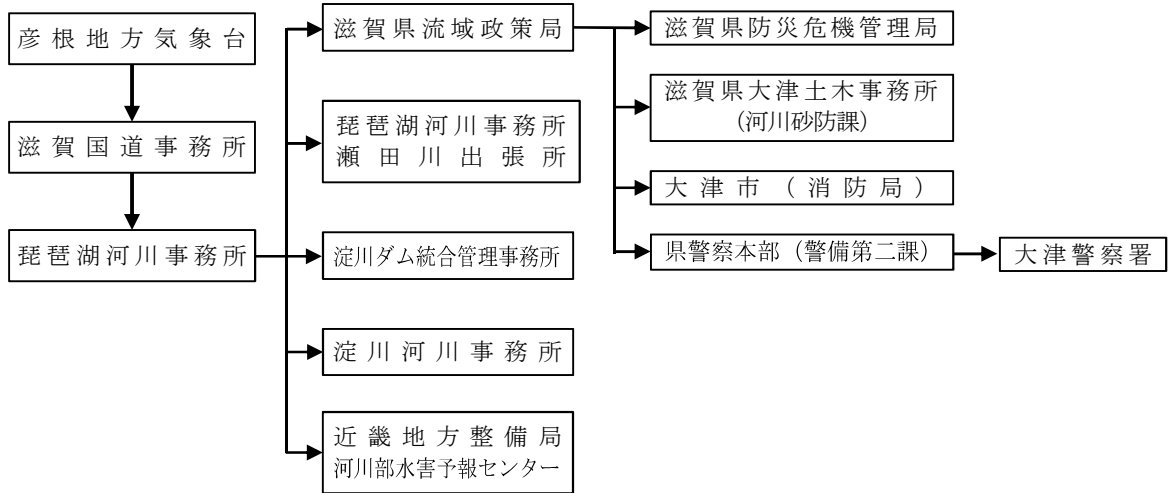 彦根地方気象台
滋賀国道事務所
琵琶湖河川事務所
滋賀県流域政策局
琵琶湖河川事務所
瀬田川出張所
淀川ダム統合管理事務所
淀川河川事務所
近畿地方整備局
河川部水害予報センター
滋賀県防災危機管理局
滋賀県大津土木事務所
（河川砂防課）
大津市（消防局）
県警察本部（警備第二課）
大津警察署